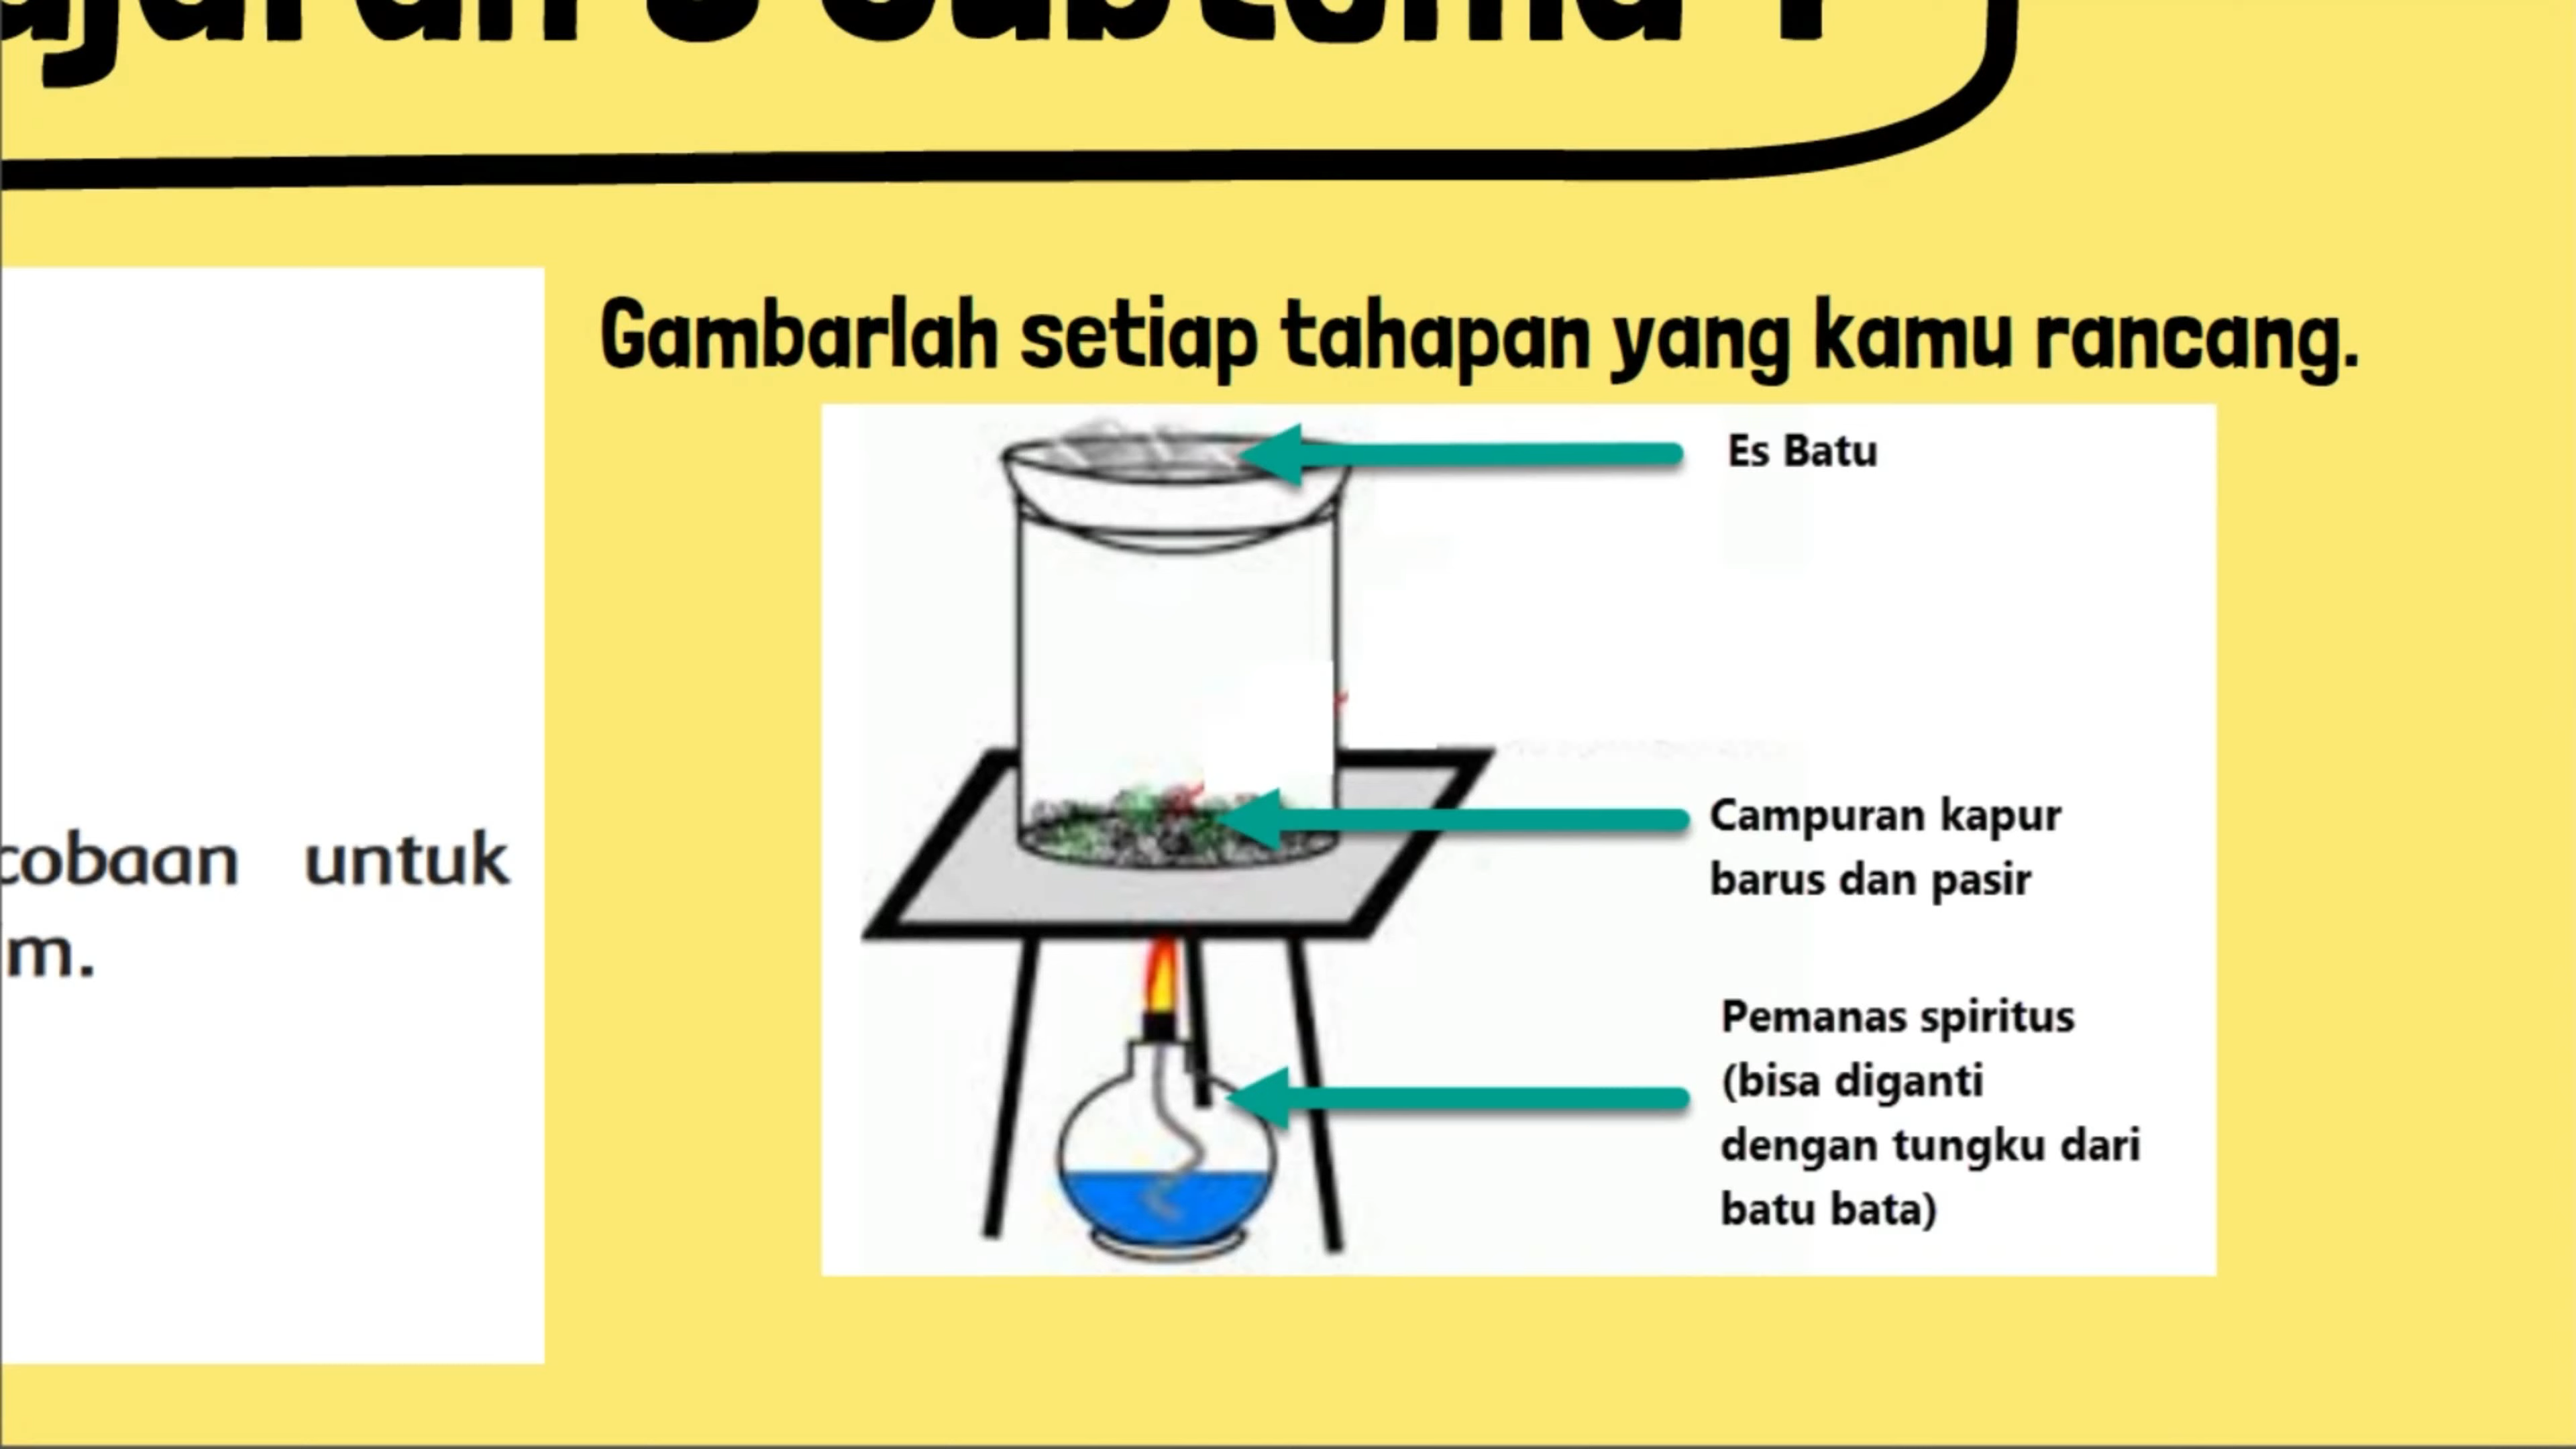 Gambarlah setiap tahapan yang kamu rancang.
Es Batu
untuk
m.
Campuran kapur
barus dan pasir
Pemanas spiritus
(bisa diganti
dengan tungku dari
batu bata)